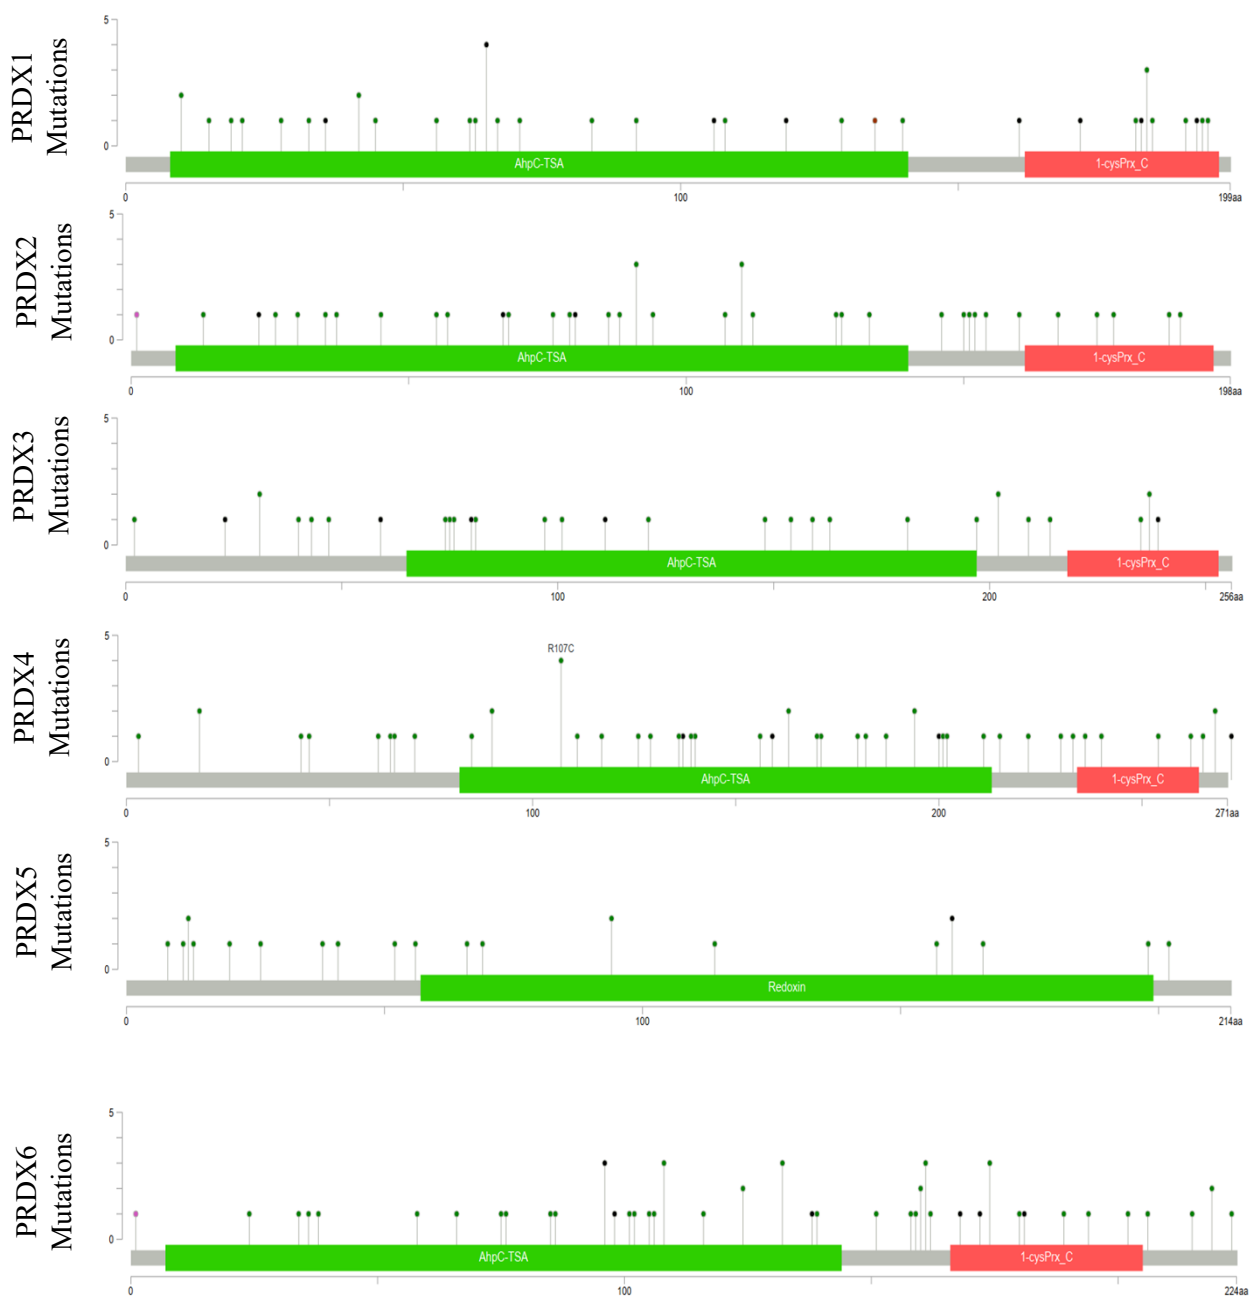 PRDX1
Mutations
5
0
AhpC-TSA
1-cysPrx_C
0
100
199aa
PRDX2
Mutations
5
0
AhpC-TSA
1-cysPrx_C
0
100
198aa
PRDX3
Mutations
5
0
AhpC-TSA
1-cysPrx_C
0
100
200
256aa
PRDX4
Mutations
5
R107C
0
AhpC-TSA
1-cysPrx_C
0
100
200
271aa
PRDX5
Mutations
5
0
Redoxin
0
100
214aa
PRDX6
Mutations
5
0
AhpC-TSA
1-cysPrx_C
0
100
224aa